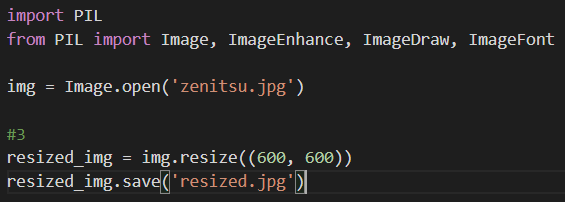 import PIL
from PIL import Image, ImageEnhance, ImageDraw, ImageFont
img = Image.open('zenitsu.jpg')
#3
resized_img = img.resize((600, 600))
resized_img.save('resized.jpg')